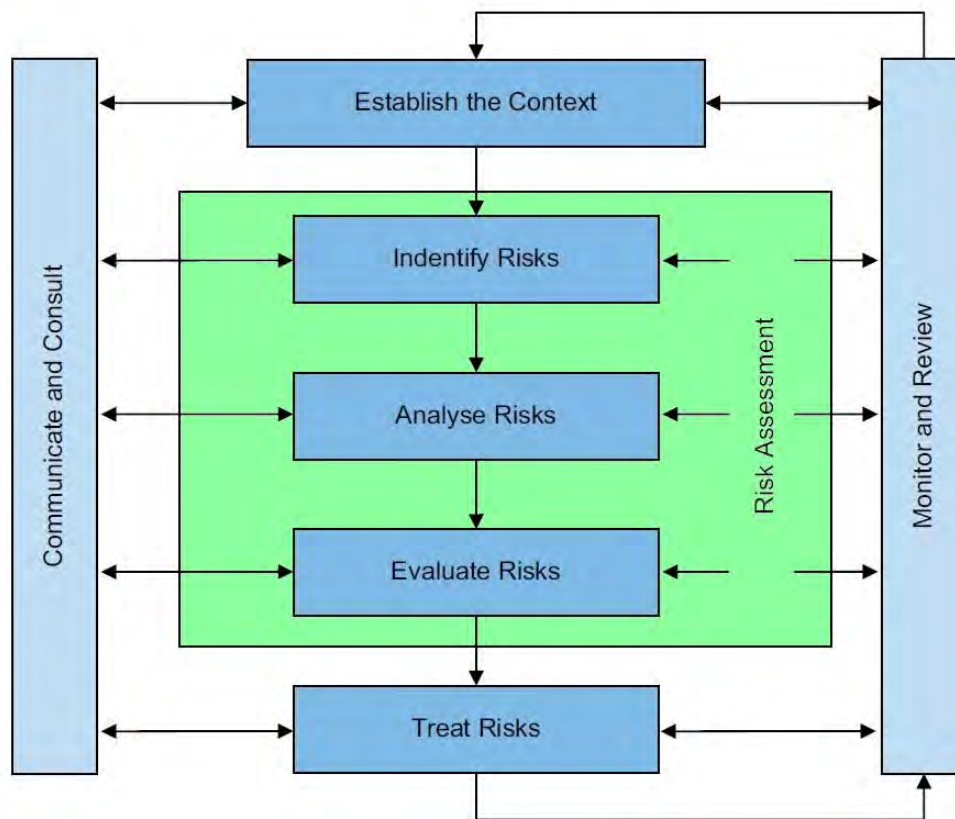 Establish the Context
Communicate and Consult
Indentify Risks
Analyse Risks
Evaluate Risks
Risk Assessment
Monitor and Review
Treat Risks